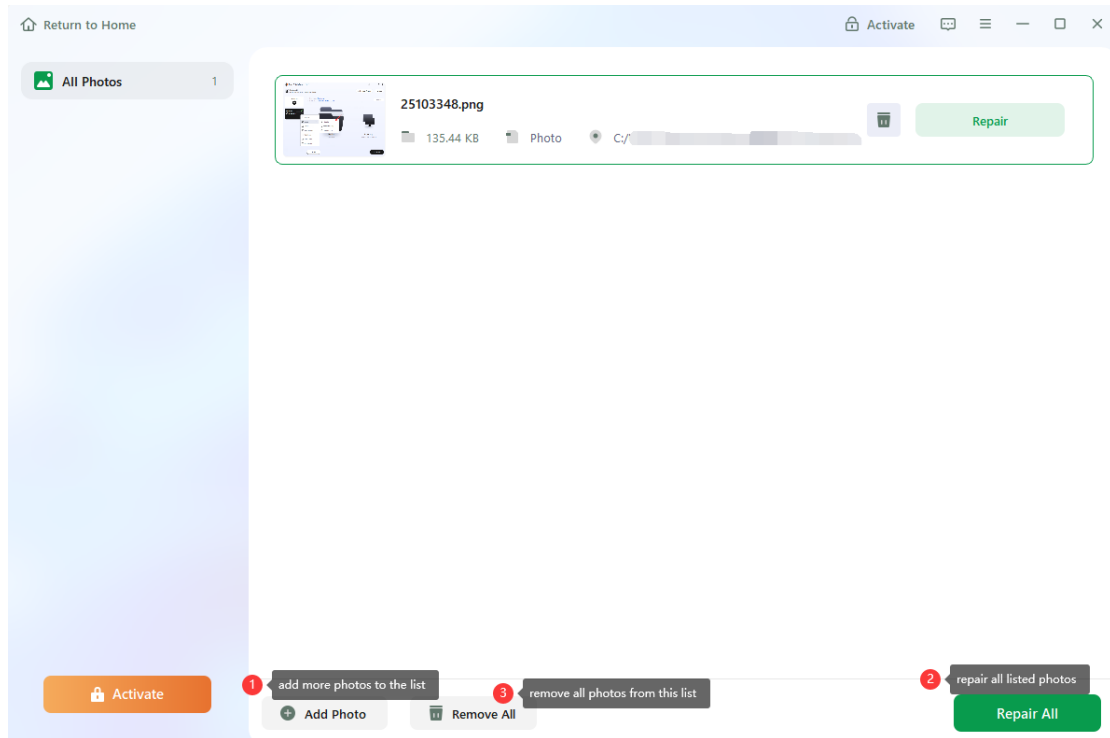 Return to Home
Activate
All Photos 1
25103348.png
135.44 KB Photo C:/
Repair
Activate
1 add more photos to the list
Add Photo
3 remove all photos from this list
Remove All
2 repair all listed photos
Repair All